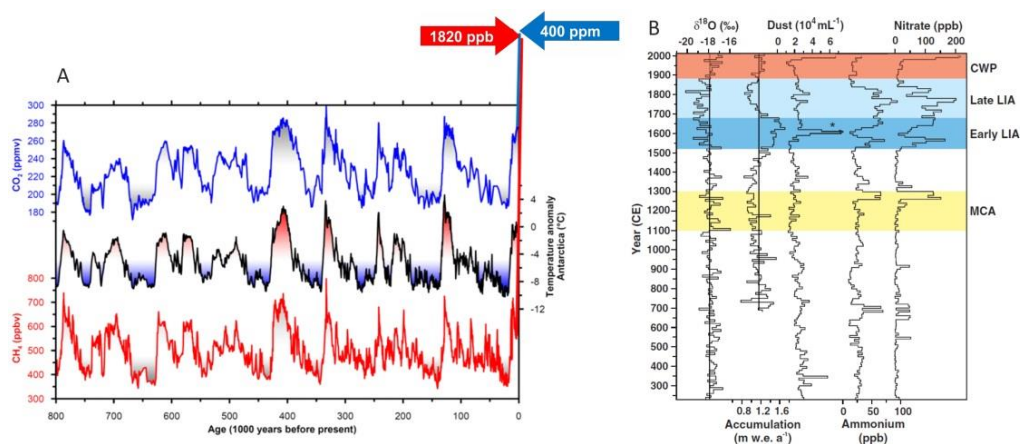 1820 ppb
400 ppm
A
300
280
260
240
220
200
180
CO2 (ppmv)
4
0
-4
-8
-12
Temperature anomaly
Antarctica (°C)
800
700
600
500
400
300
CH4 (ppbv)
800 700 600 500 400 300 200 100 0
Age (1000 years before present)
B
δ18O (‰) Dust (10⁴ mL⁻¹) Nitrate (ppb)
-20 -18 -16 2 4 6 0 100 200
2000
1900
1800
1700
1600
1500
1400
1300
1200
1100
1000
900
800
700
600
500
400
300
Year (CE)
CWP
Late LIA
*
Early LIA
MCA
0.8 1.2 1.6 0 50 100
Accumulation Ammonium
(m w.e. a⁻¹) (ppb)